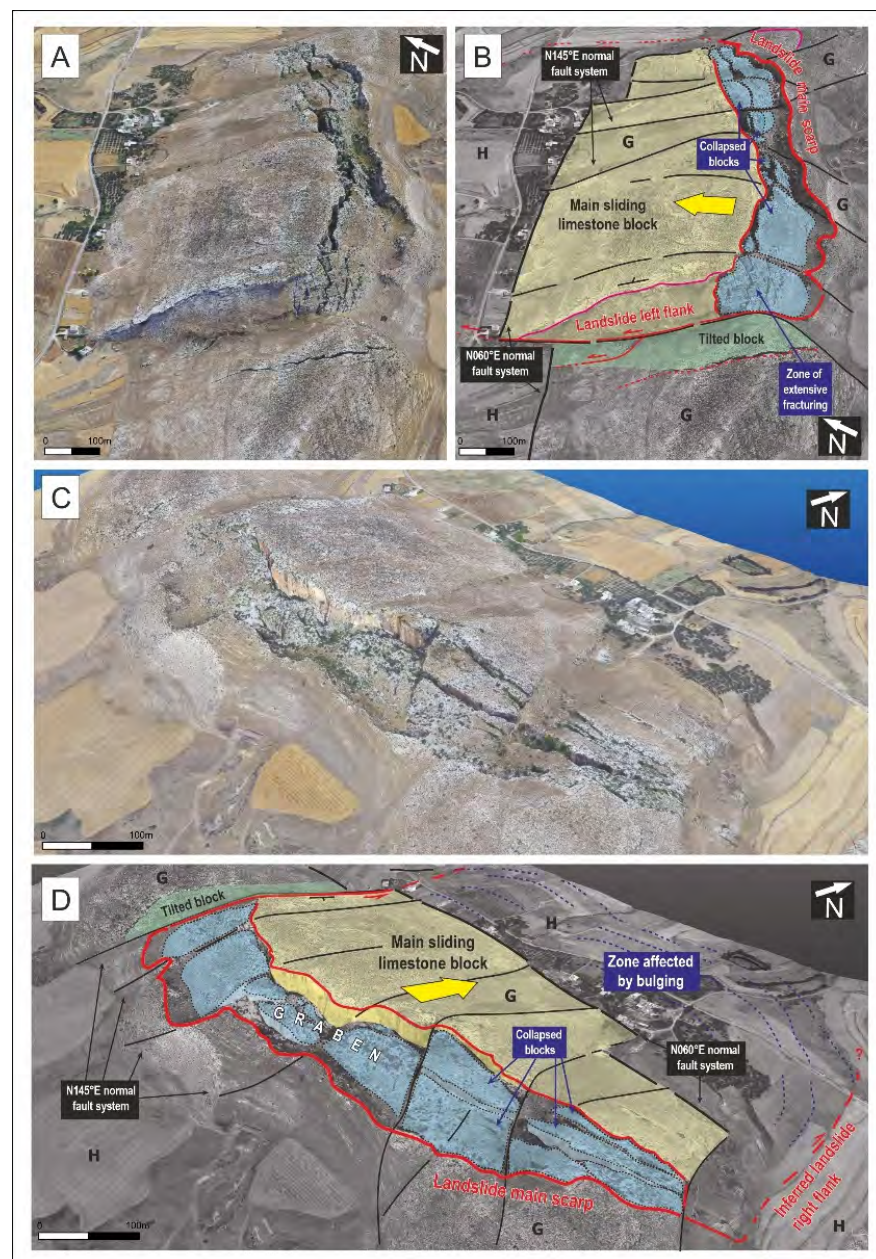 A
N
0 100m
B
N145°E normal
fault system
Landslide main scarp
G
H
G
Collapsed
blocks
Main sliding
limestone block
G
Landslide left flank
Tilted block
N060°E normal
fault system
Zone of
extensive
fracturing
H
G
0 100m
N
C
N
0 100m
D
G
Tilted block
N
H
Main sliding
limestone block
Zone affected
by bulging
G
GRABEN
Collapsed
blocks
N060°E normal
fault system
?
N145°E normal
fault system
H
Landslide main scarp
Inferred landslide
right flank
G
H
0 100m